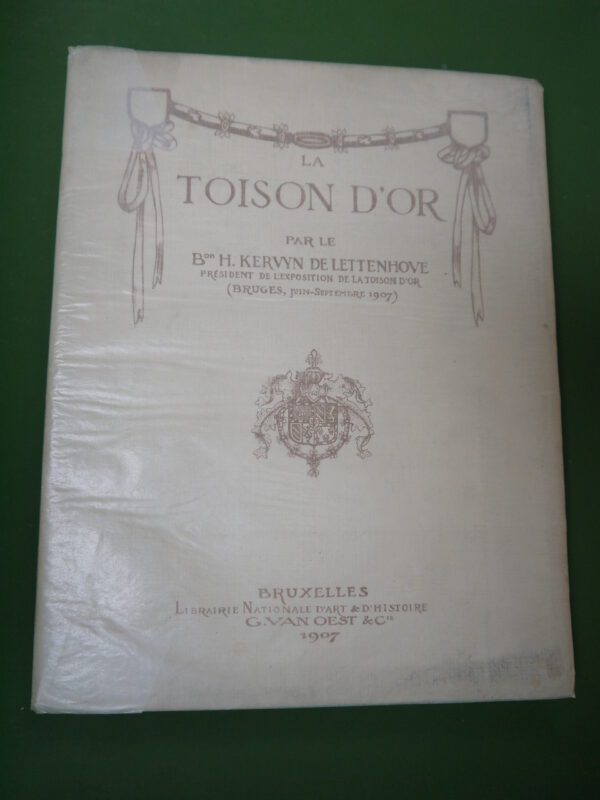 LA
TOISON D'OR
PAR LE
Bon H. KERVYN DE LETTENHOVE
PRÉSIDENT DE L'EXPOSITION DE LA TOISON D'OR
(BRUGES, JUIN-SEPTEMBRE 1907)
BRUXELLES
LIBRAIRIE NATIONALE D'ART & D'HISTOIRE
G. VAN OEST & Cie
1907